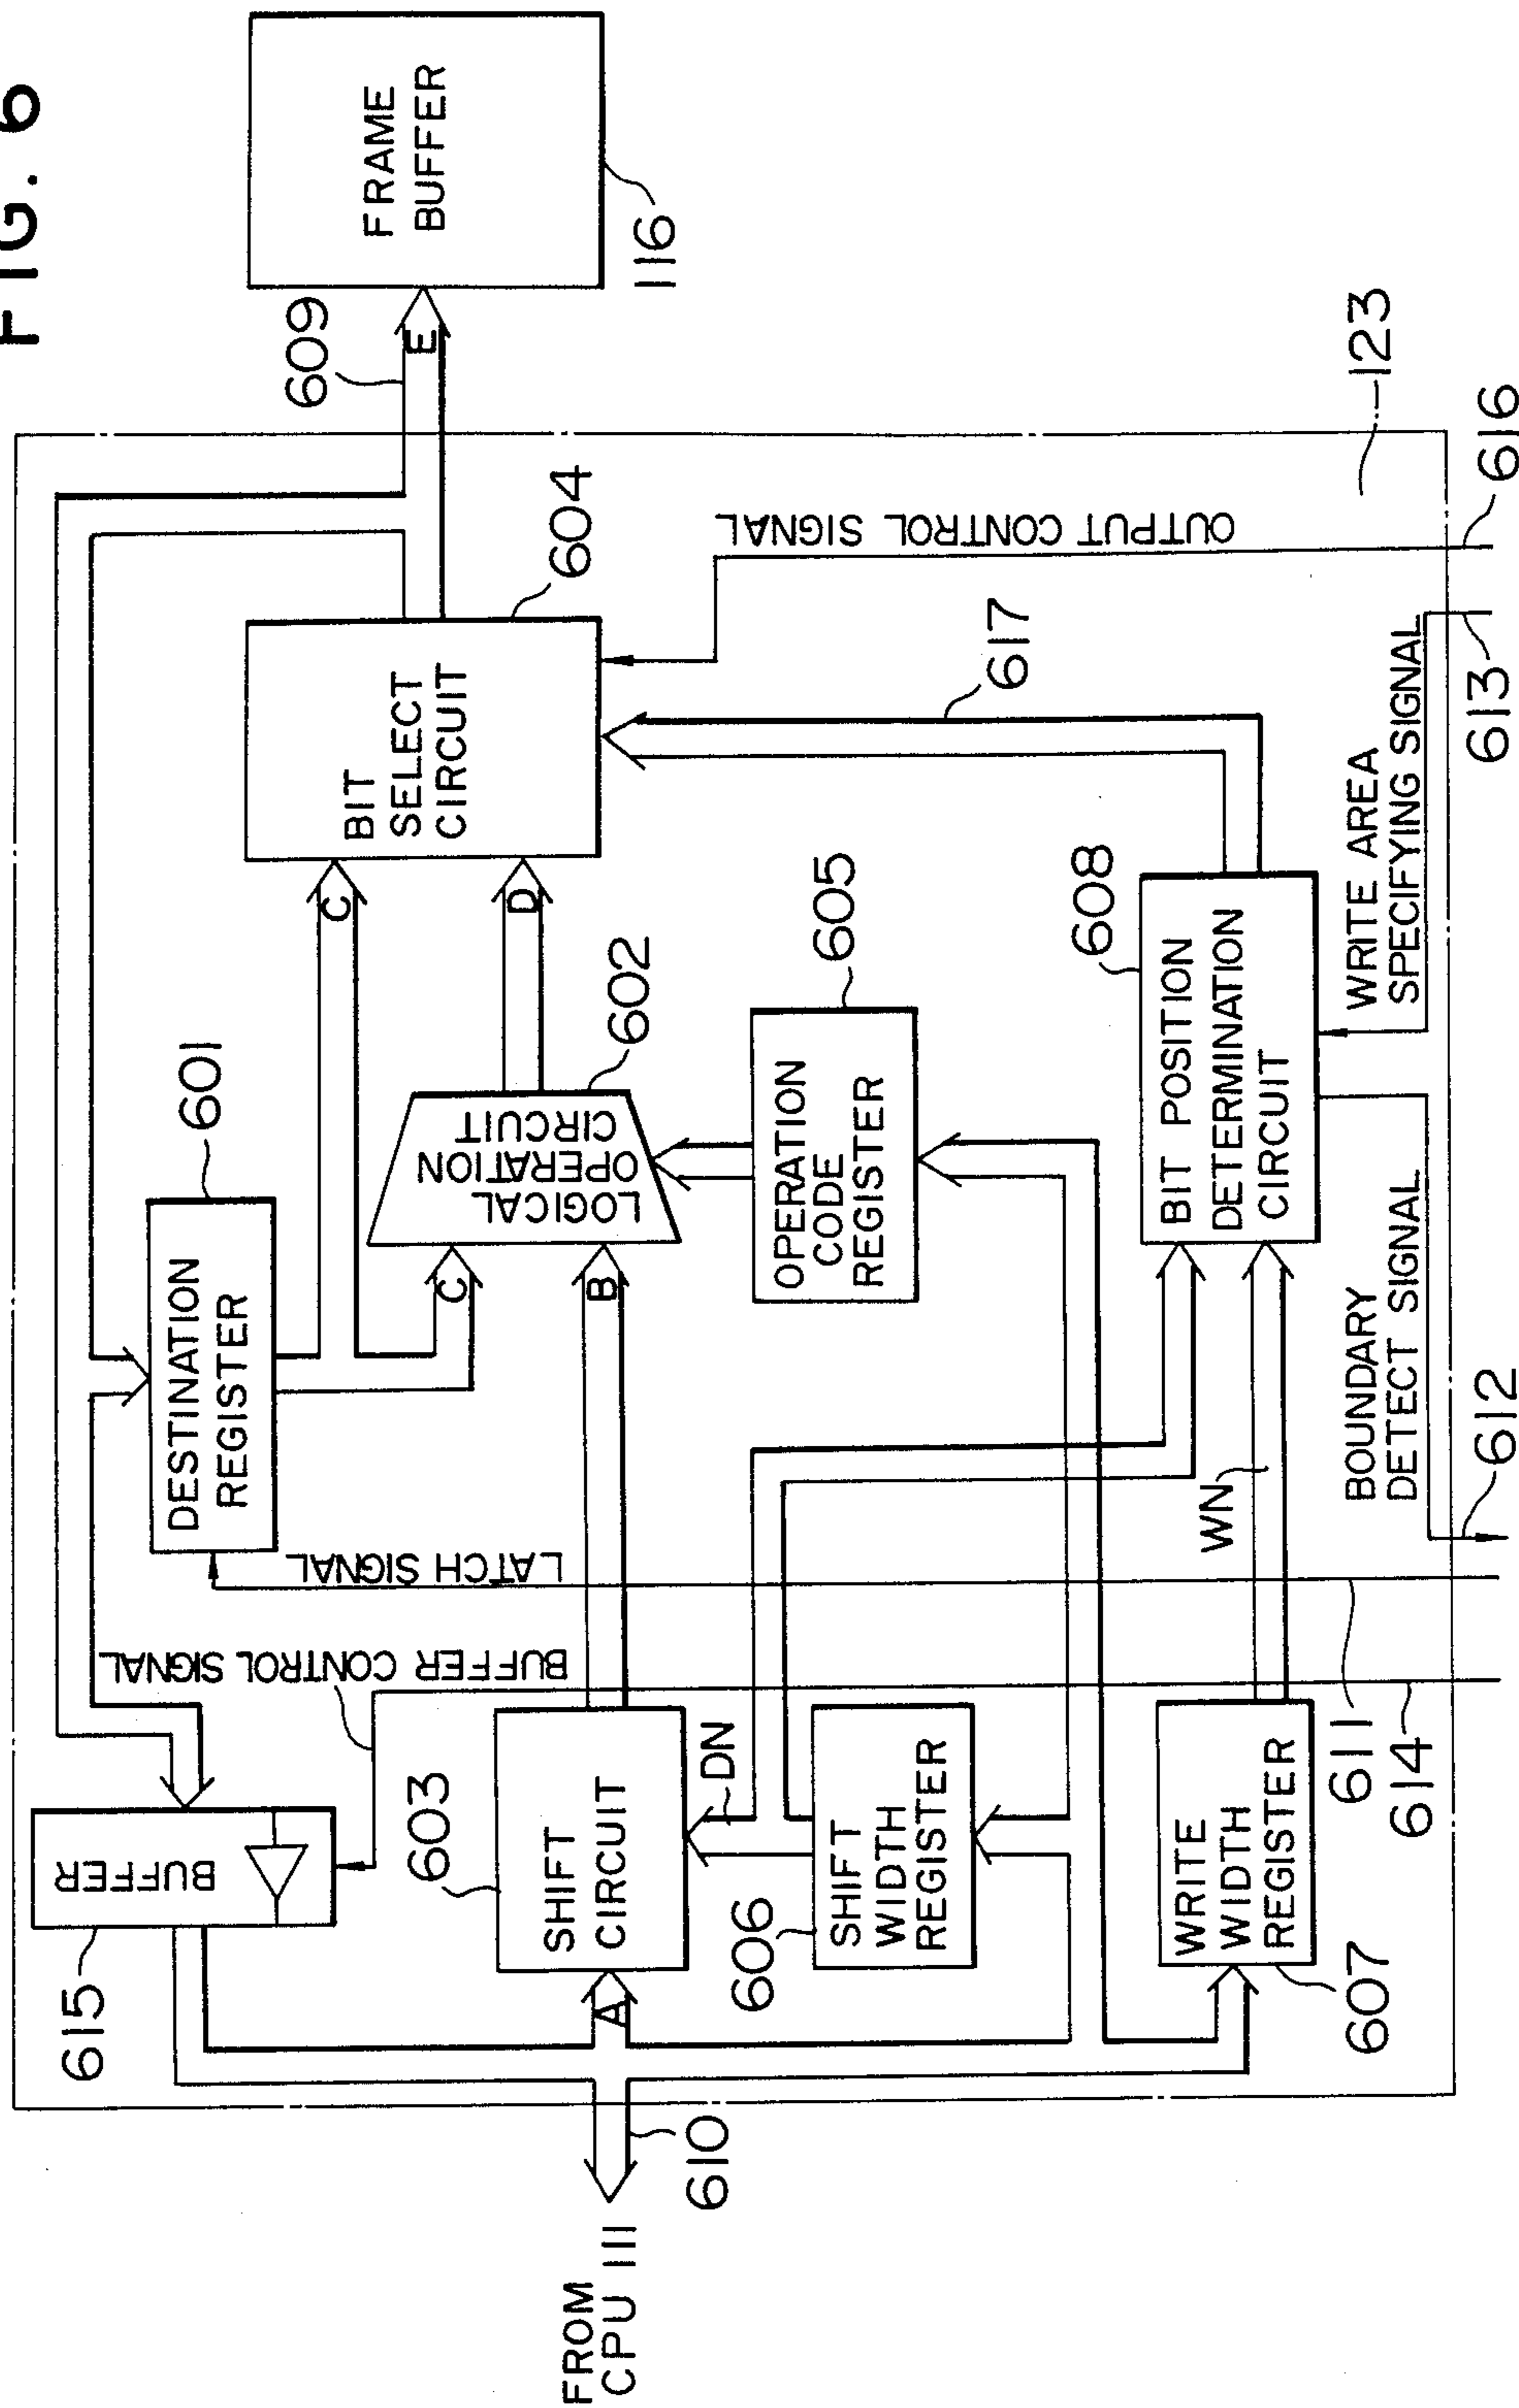 FIG. 6
FRAME
BUFFER
116
609
E
123
616
OUTPUT CONTROL SIGNAL
604
BIT
SELECT
CIRCUIT
617
613
WRITE AREA
SPECIFYING SIGNAL
C
D
605
608
601
602
LOGICAL
OPERATION
CIRCUIT
OPERATION
CODE
REGISTER
BIT POSITION
DETERMINATION
CIRCUIT
DESTINATION
REGISTER
C
B
BOUNDARY
DETECT SIGNAL
612
WN
LATCH SIGNAL
BUFFER CONTROL SIGNAL
611
614
BUFFER
615
603
SHIFT
CIRCUIT
DN
606
SHIFT
WIDTH
REGISTER
WRITE
WIDTH
REGISTER
607
A
610
FROM
CPU 111